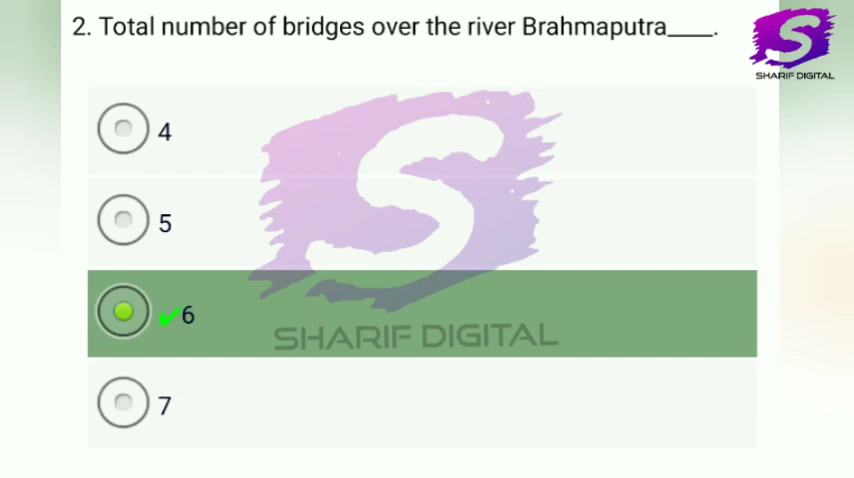 2. Total number of bridges over the river Brahmaputra____.
SHARIF DIGITAL
4
5
6
SHARIF DIGITAL
7